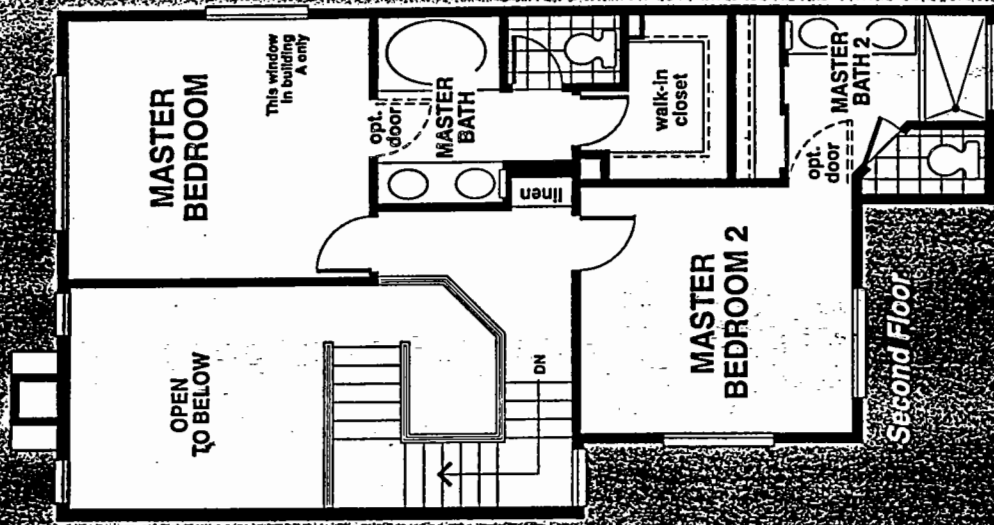 MASTER
BEDROOM
This window
in building
A only
opt.
door
MASTER
BATH
walk-in
closet
MASTER
BATH 2
opt.
door
linen
MASTER
BEDROOM 2
OPEN
TO BELOW
DN
Second Floor